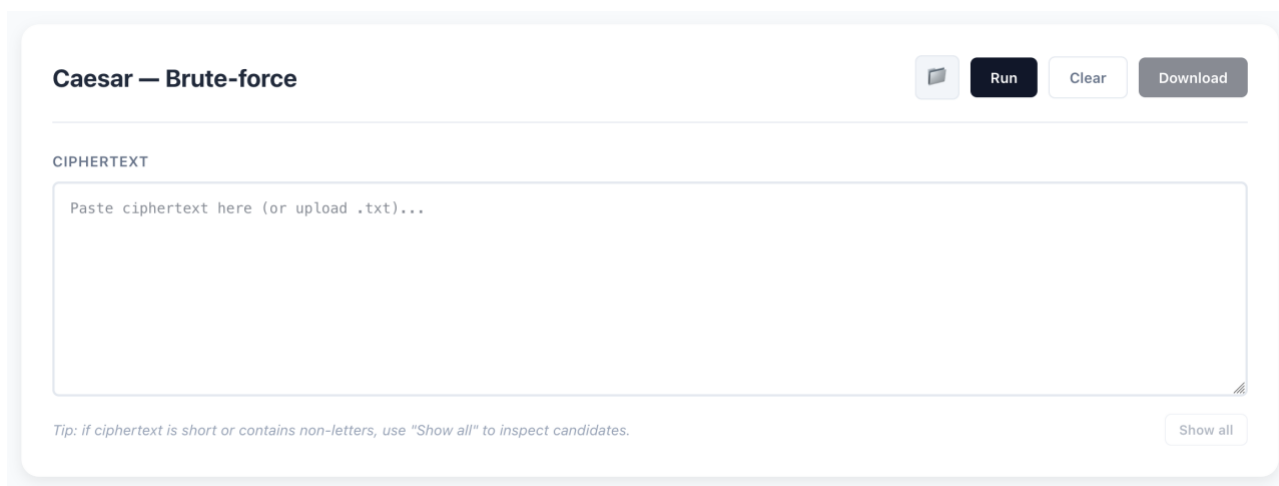 Caesar — Brute-force
Run
Clear
Download
CIPHERTEXT
Paste ciphertext here (or upload .txt)...
Tip: if ciphertext is short or contains non-letters, use "Show all" to inspect candidates.
Show all